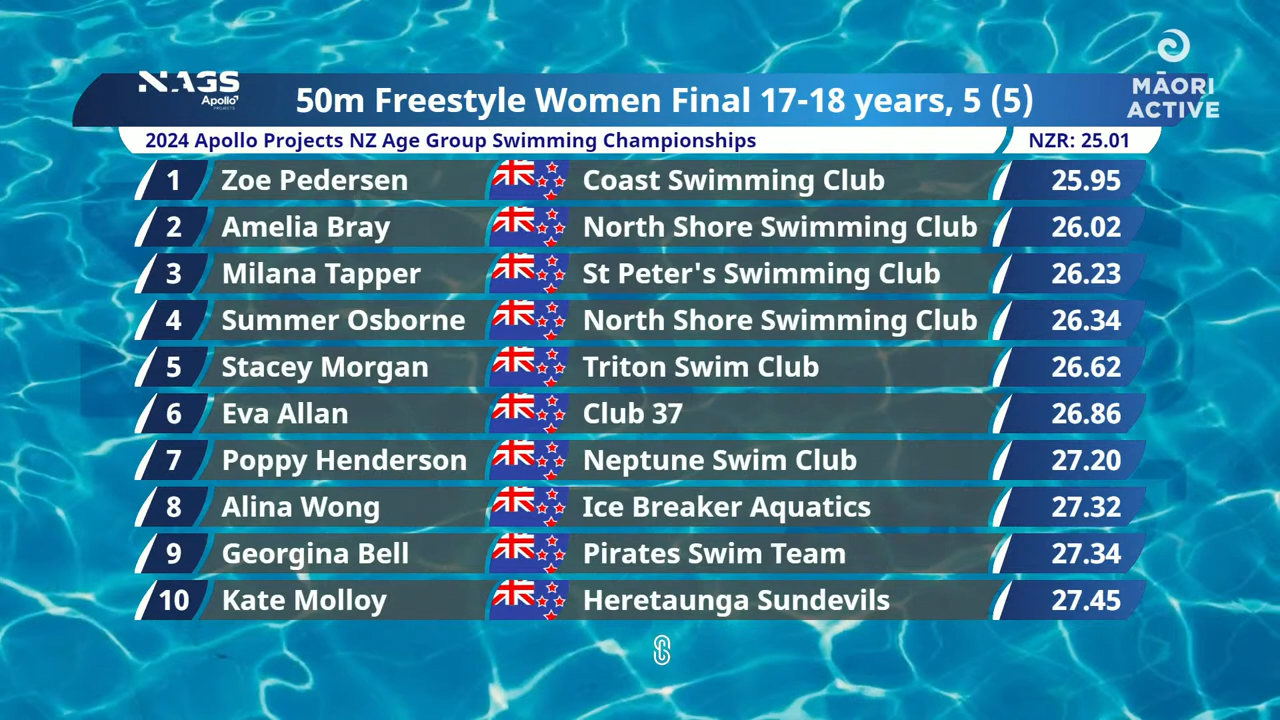 NAGS
Apollo
PROJECTS
MĀORI
ACTIVE
50m Freestyle Women Final 17-18 years, 5 (5)
2024 Apollo Projects NZ Age Group Swimming Championships NZR: 25.01
1 Zoe Pedersen Coast Swimming Club 25.95
2 Amelia Bray North Shore Swimming Club 26.02
3 Milana Tapper St Peter's Swimming Club 26.23
4 Summer Osborne North Shore Swimming Club 26.34
5 Stacey Morgan Triton Swim Club 26.62
6 Eva Allan Club 37 26.86
7 Poppy Henderson Neptune Swim Club 27.20
8 Alina Wong Ice Breaker Aquatics 27.32
9 Georgina Bell Pirates Swim Team 27.34
10 Kate Molloy Heretaunga Sundevils 27.45